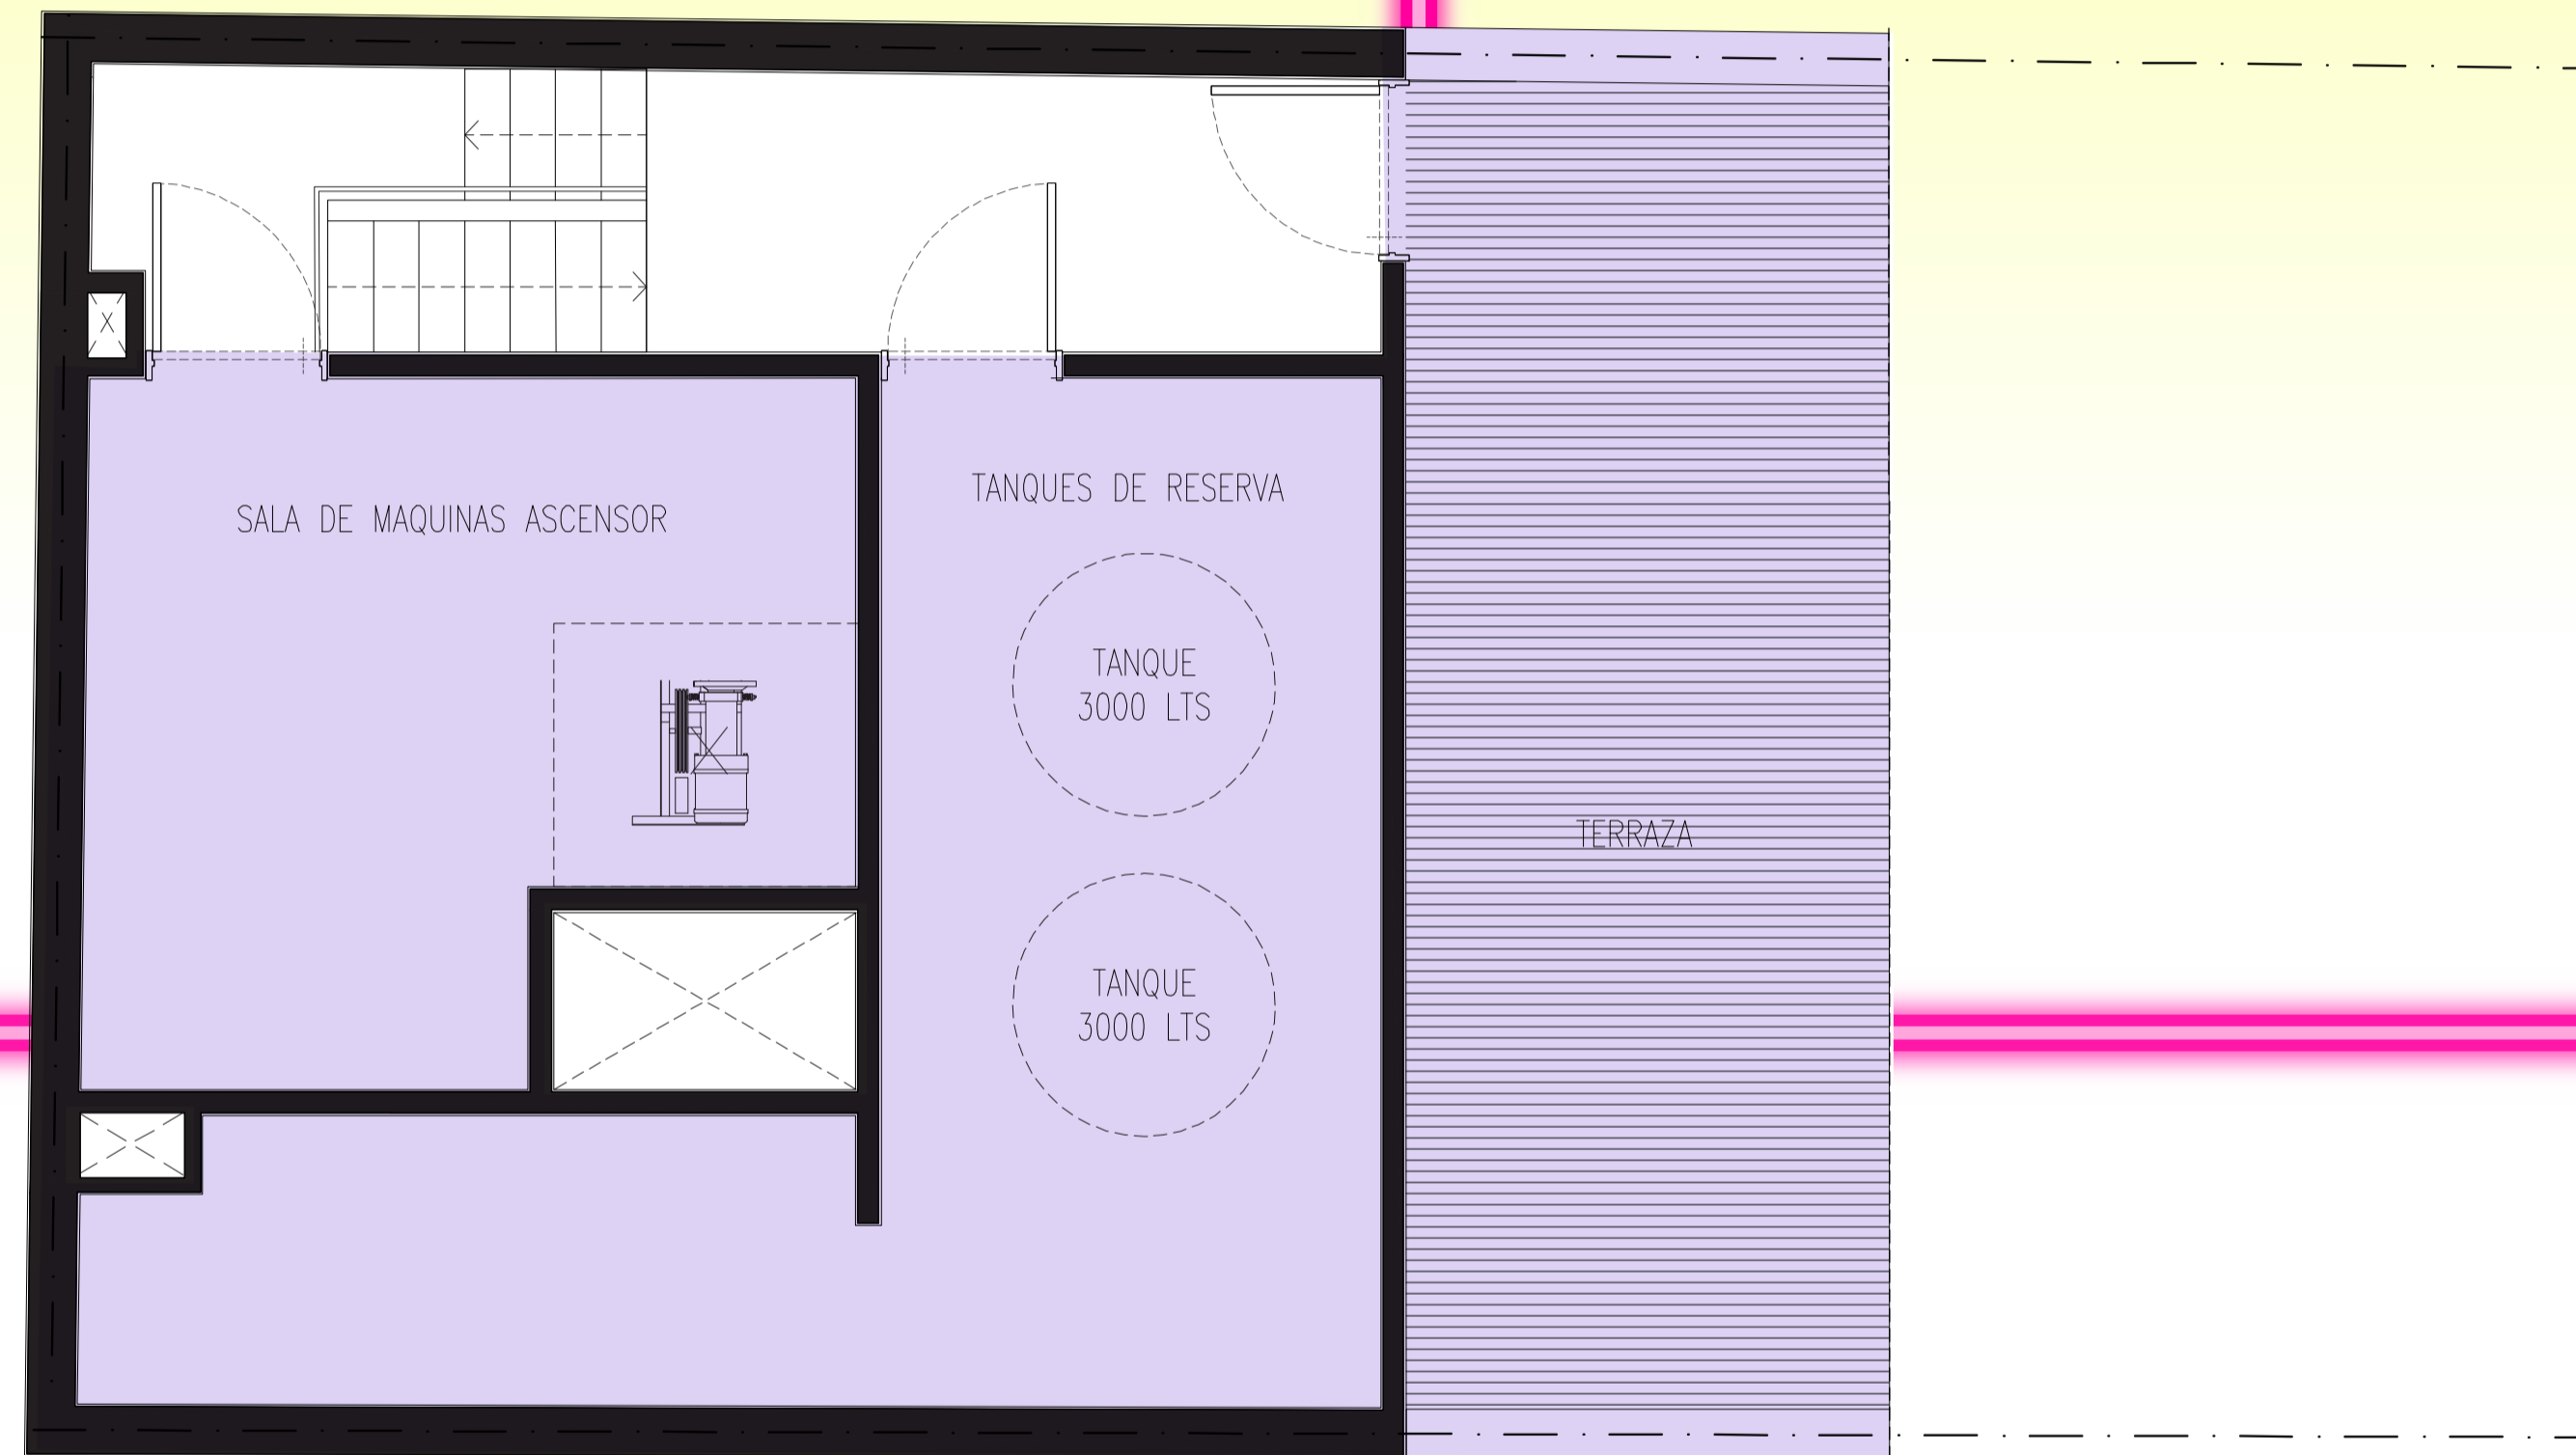 TANQUES DE RESERVA
SALA DE MAQUINAS ASCENSOR
TANQUE
3000 LTS
TERRAZA
TANQUE
3000 LTS